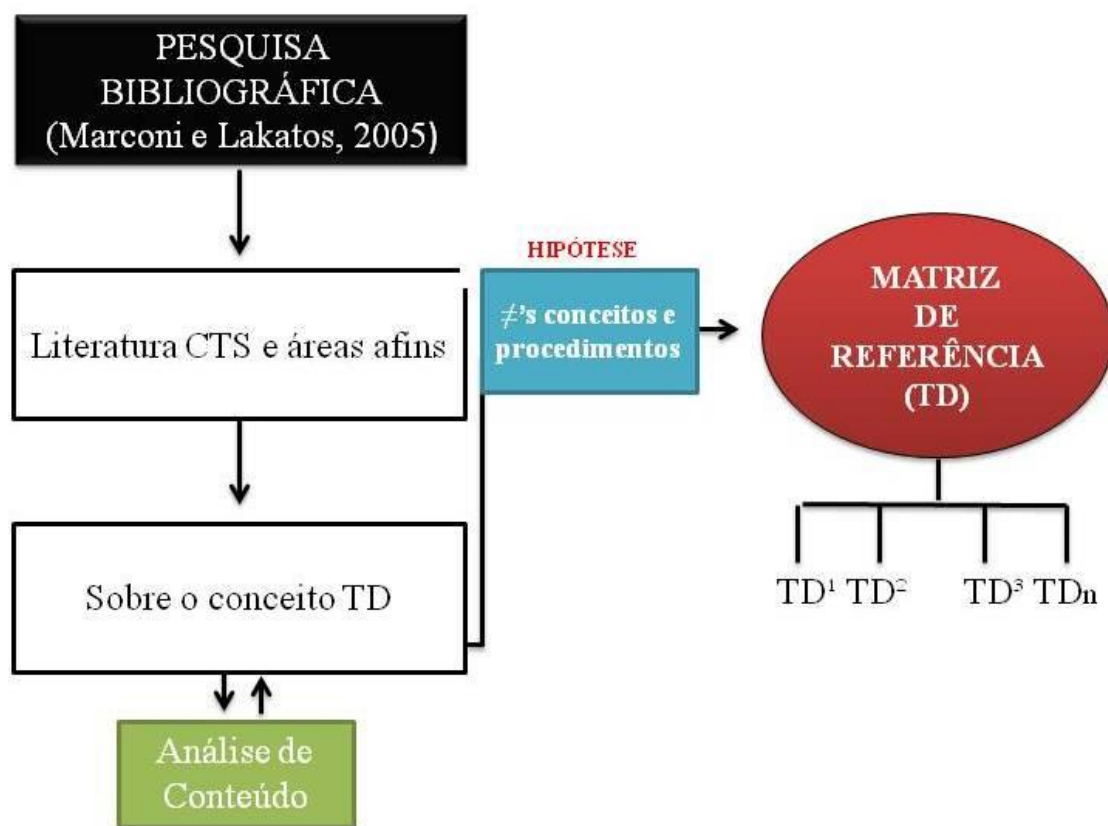 PESQUISA
BIBLIOGRÁFICA
(Marconi e Lakatos, 2005)
Literatura CTS e áreas afins
Sobre o conceito TD
Análise de
Conteúdo
HIPÓTESE
≠'s conceitos e
procedimentos
MATRIZ
DE
REFERÊNCIA
(TD)
TD¹ TD² TD³ TDn